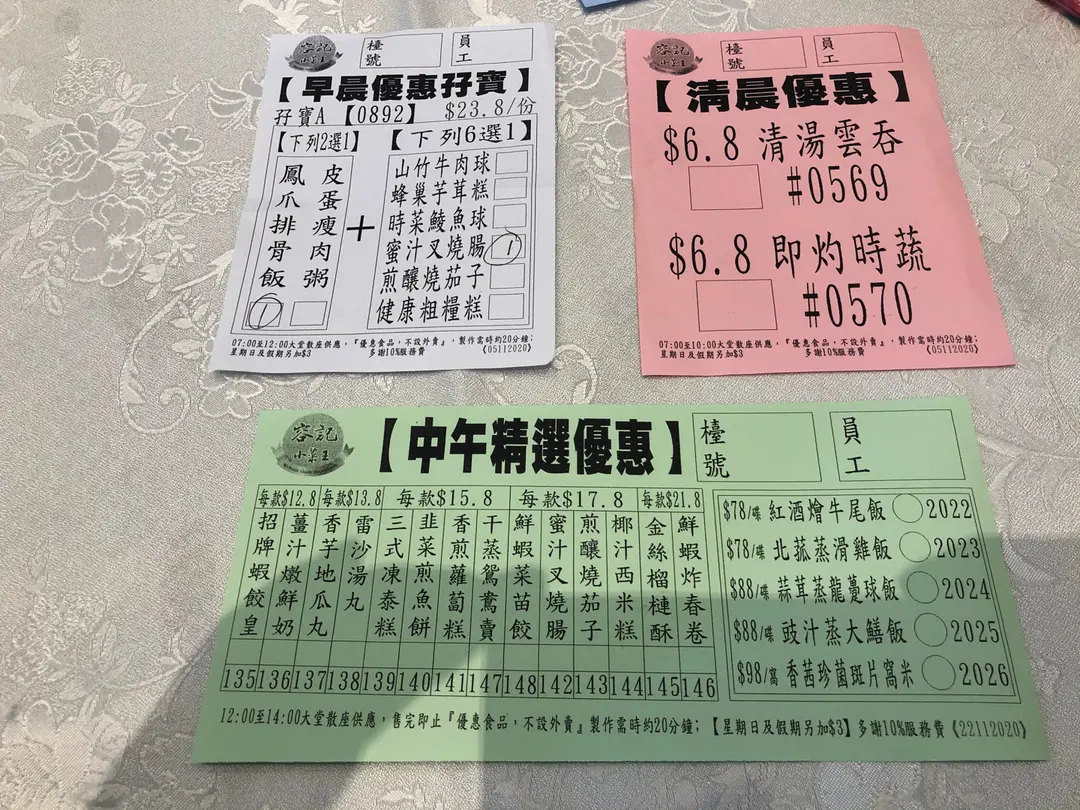 容記
小菜王
檯號
員工
【早晨優惠孖寶】
孖寶A【0892】 $23.8/份
【下列2選1】
鳳爪排骨飯
皮蛋瘦肉粥
1
+
【下列6選1】
山竹牛肉球
蜂巢芋茸糕
時菜鯪魚球
蜜汁叉燒腸 1
煎釀燒茄子
健康粗糧糕
07:00至12:00大堂散座供應,『優惠食品,不設外賣』,製作需時約20分鐘;
星期日及假期另加$3 多謝10%服務費 《05112020》
容記
小菜王
檯號
員工
【清晨優惠】
$6.8 清湯雲吞
#0569
$6.8 即灼時蔬
#0570
07:00至10:00大堂散座供應,『優惠食品,不設外賣』,製作需時約20分鐘;
星期日及假期另加$3 多謝10%服務費 《05112020》
容記
小菜王
【中午精選優惠】
檯號
員工
每款$12.8 每款$13.8 每款$15.8 每款$17.8 每款$21.8
招牌蝦餃皇
薑汁燉鮮奶
香芋地瓜丸
雷沙湯丸
三式凍泰糕
韭菜煎魚餅
香煎蘿蔔糕
干蒸鴛鴦賣
鮮蝦菜苗餃
蜜汁叉燒腸
煎釀燒茄子
椰汁西米糕
金絲榴槤酥
鮮蝦炸春卷
135 136 137 138 139 140 141 147 148 142 143 144 145 146
$78/碟 紅酒燴牛尾飯 2022
$78/碟 北菰蒸滑雞飯 2023
$88/碟 蒜茸蒸龍躉球飯 2024
$88/碟 豉汁蒸大鱔飯 2025
$98/窩 香茜珍菌斑片窩米 2026
12:00至14:00大堂散座供應,售完即止『優惠食品,不設外賣』製作需時約20分鐘;【星期日及假期另加$3】多謝10%服務費《22112020》